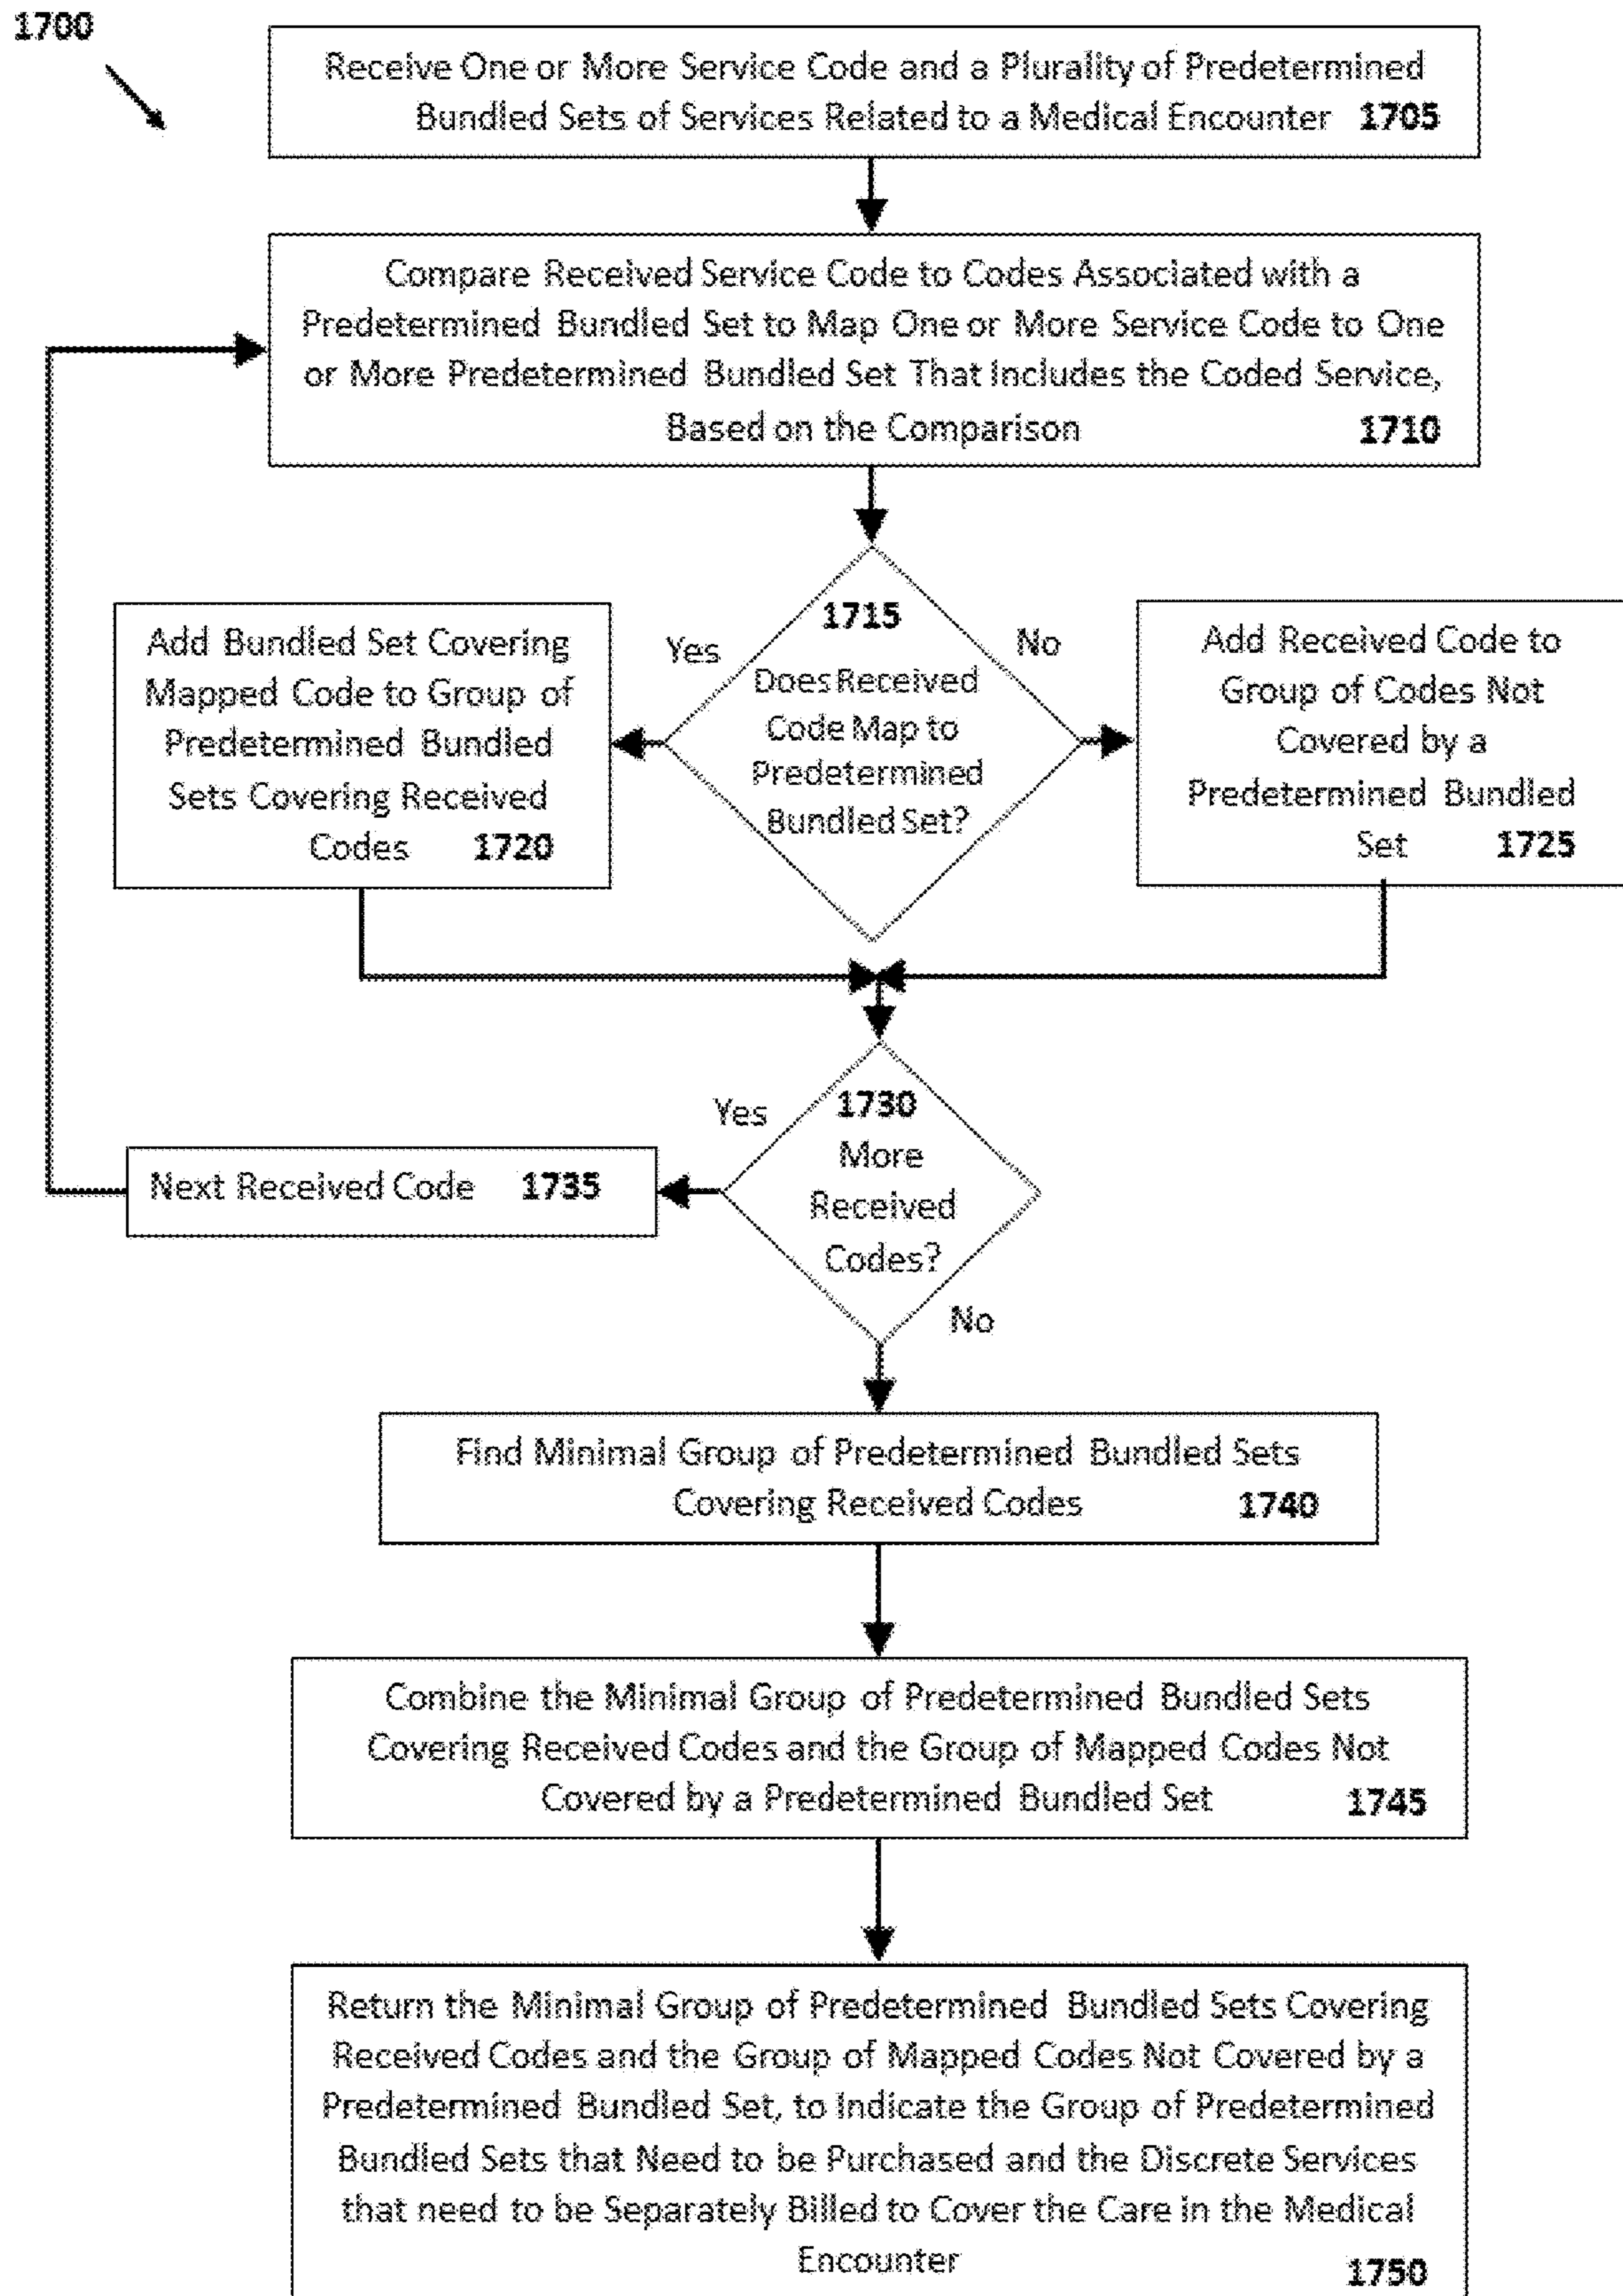 1700
Receive One or More Service Code and a Plurality of Predetermined
Bundled Sets of Services Related to a Medical Encounter 1705
Compare Received Service Code to Codes Associated with a
Predetermined Bundled Set to Map One or More Service Code to One
or More Predetermined Bundled Set That Includes the Coded Service,
Based on the Comparison 1710
Add Bundled Set Covering
Mapped Code to Group of
Predetermined Bundled
Sets Covering Received
Codes 1720
Yes
1715
Does Received
Code Map to
Predetermined
Bundled Set?
No
Add Received Code to
Group of Codes Not
Covered by a
Predetermined Bundled
Set 1725
Yes
1730
More
Received
Codes?
No
Next Received Code 1735
Find Minimal Group of Predetermined Bundled Sets
Covering Received Codes 1740
Combine the Minimal Group of Predetermined Bundled Sets
Covering Received Codes and the Group of Mapped Codes Not
Covered by a Predetermined Bundled Set 1745
Return the Minimal Group of Predetermined Bundled Sets Covering
Received Codes and the Group of Mapped Codes Not Covered by a
Predetermined Bundled Set, to Indicate the Group of Predetermined
Bundled Sets that Need to be Purchased and the Discrete Services
that need to be Separately Billed to Cover the Care in the Medical
Encounter 1750